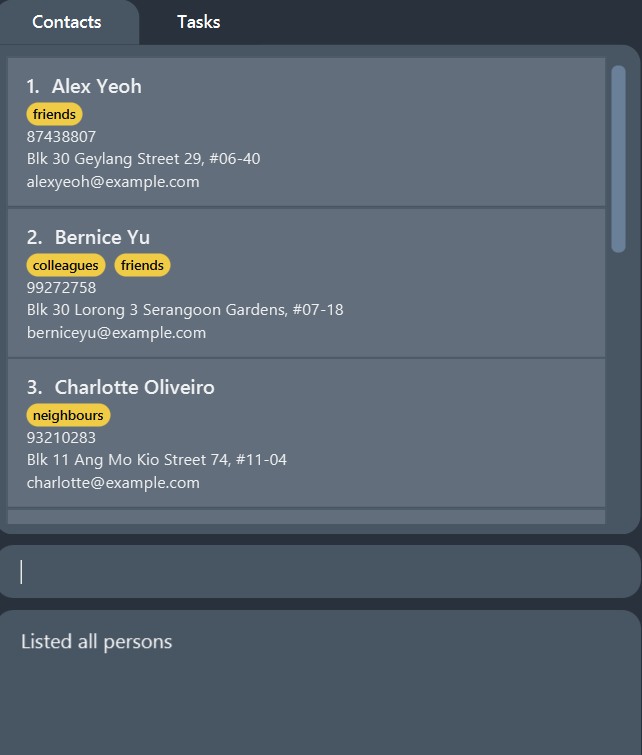 Contacts Tasks
1. Alex Yeoh
friends
87438807
Blk 30 Geylang Street 29, #06-40
alexyeoh@example.com
2. Bernice Yu
colleagues friends
99272758
Blk 30 Lorong 3 Serangoon Gardens, #07-18
berniceyu@example.com
3. Charlotte Oliveiro
neighbours
93210283
Blk 11 Ang Mo Kio Street 74, #11-04
charlotte@example.com
Listed all persons